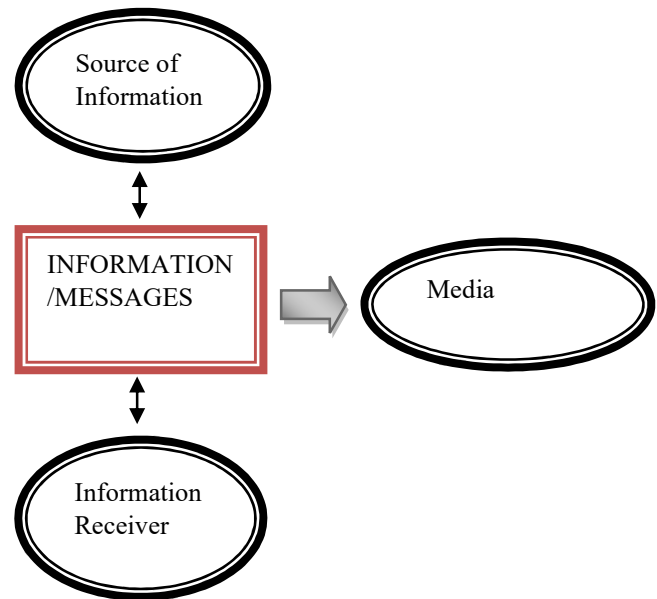 Source of
Information
INFORMATION
/MESSAGES
Media
Information
Receiver